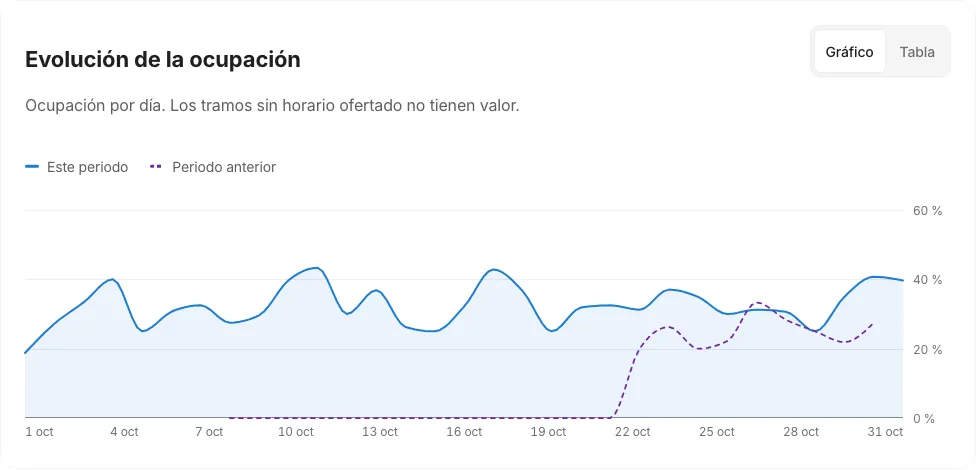 Evolución de la ocupación
Gráfico
Tabla
Ocupación por día. Los tramos sin horario ofertado no tienen valor.
Este periodo
Periodo anterior
60 %
40 %
20 %
0 %
1 oct
4 oct
7 oct
10 oct
13 oct
16 oct
19 oct
22 oct
25 oct
28 oct
31 oct